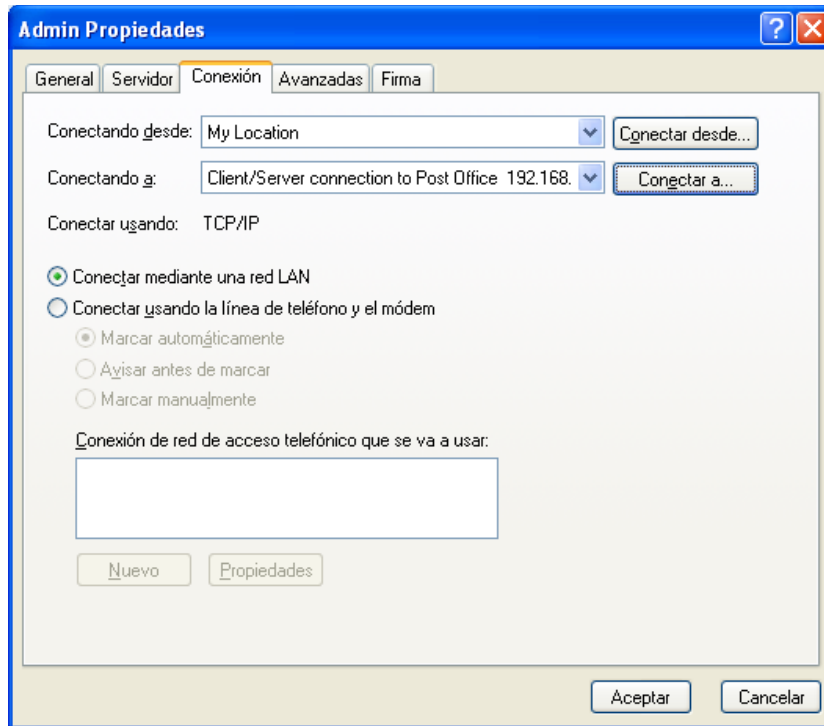 Admin Propiedades
General Servidor Conexión Avanzadas Firma
Conectando desde: My Location Conectar desde...
Conectando a: Client/Server connection to Post Office 192.168. Conectar a...
Conectar usando: TCP/IP
Conectar mediante una red LAN
Conectar usando la línea de teléfono y el módem
Marcar automáticamente
Avisar antes de marcar
Marcar manualmente
Conexión de red de acceso telefónico que se va a usar:
Nuevo Propiedades
Aceptar Cancelar